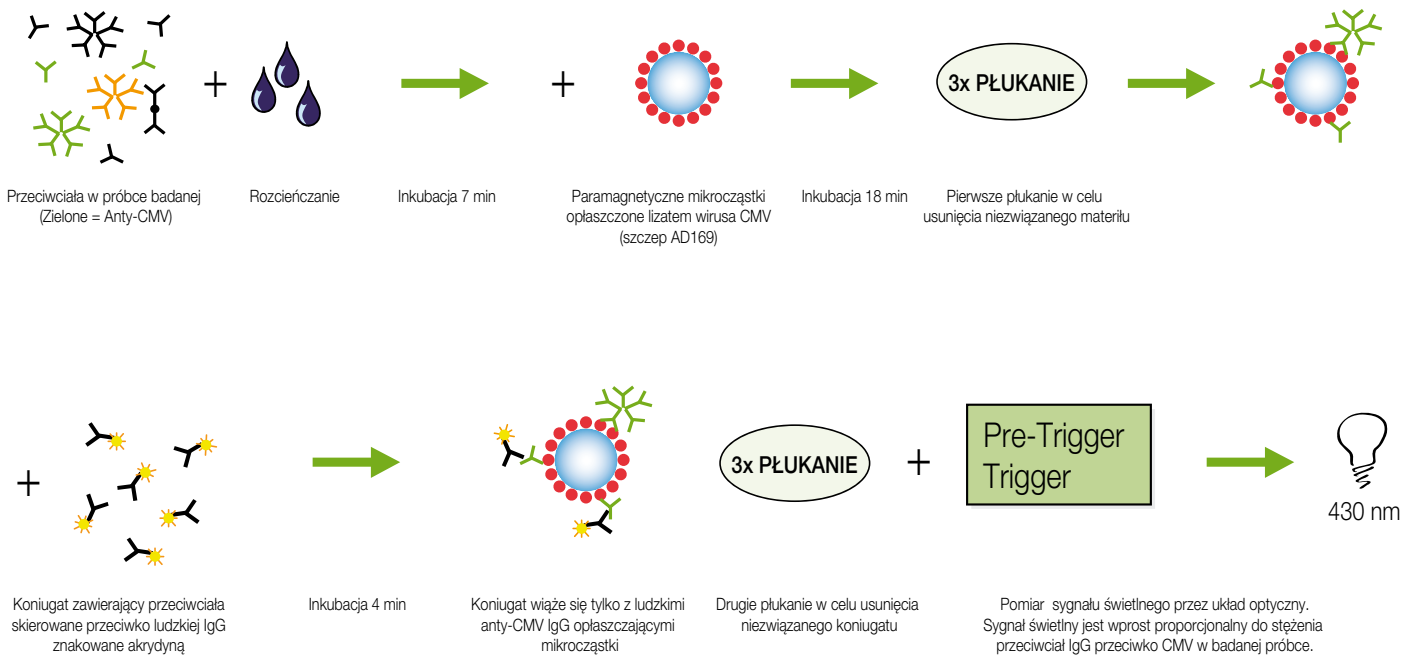 3x PŁUKANIE
Przeciwciała w próbce badanej
(Zielone = Anty-CMV)
Rozcieńczanie
Inkubacja 7 min
Paramagnetyczne mikrocząstki
opłaszczone lizatem wirusa CMV
(szczep AD169)
Inkubacja 18 min
Pierwsze płukanie w celu
usunięcia niezwiązanego materiłu
3x PŁUKANIE
Pre-Trigger
Trigger
430 nm
Koniugat zawierający przeciwciała
skierowane przeciwko ludzkiej IgG
znakowane akrydyną
Inkubacja 4 min
Koniugat wiąże się tylko z ludzkimi
anty-CMV IgG opłaszczającymi
mikrocząstki
Drugie płukanie w celu usunięcia
niezwiązanego koniugatu
Pomiar sygnału świetlnego przez układ optyczny.
Sygnał świetlny jest wprost proporcjonalny do stężenia
przeciwciał IgG przeciwko CMV w badanej próbce.